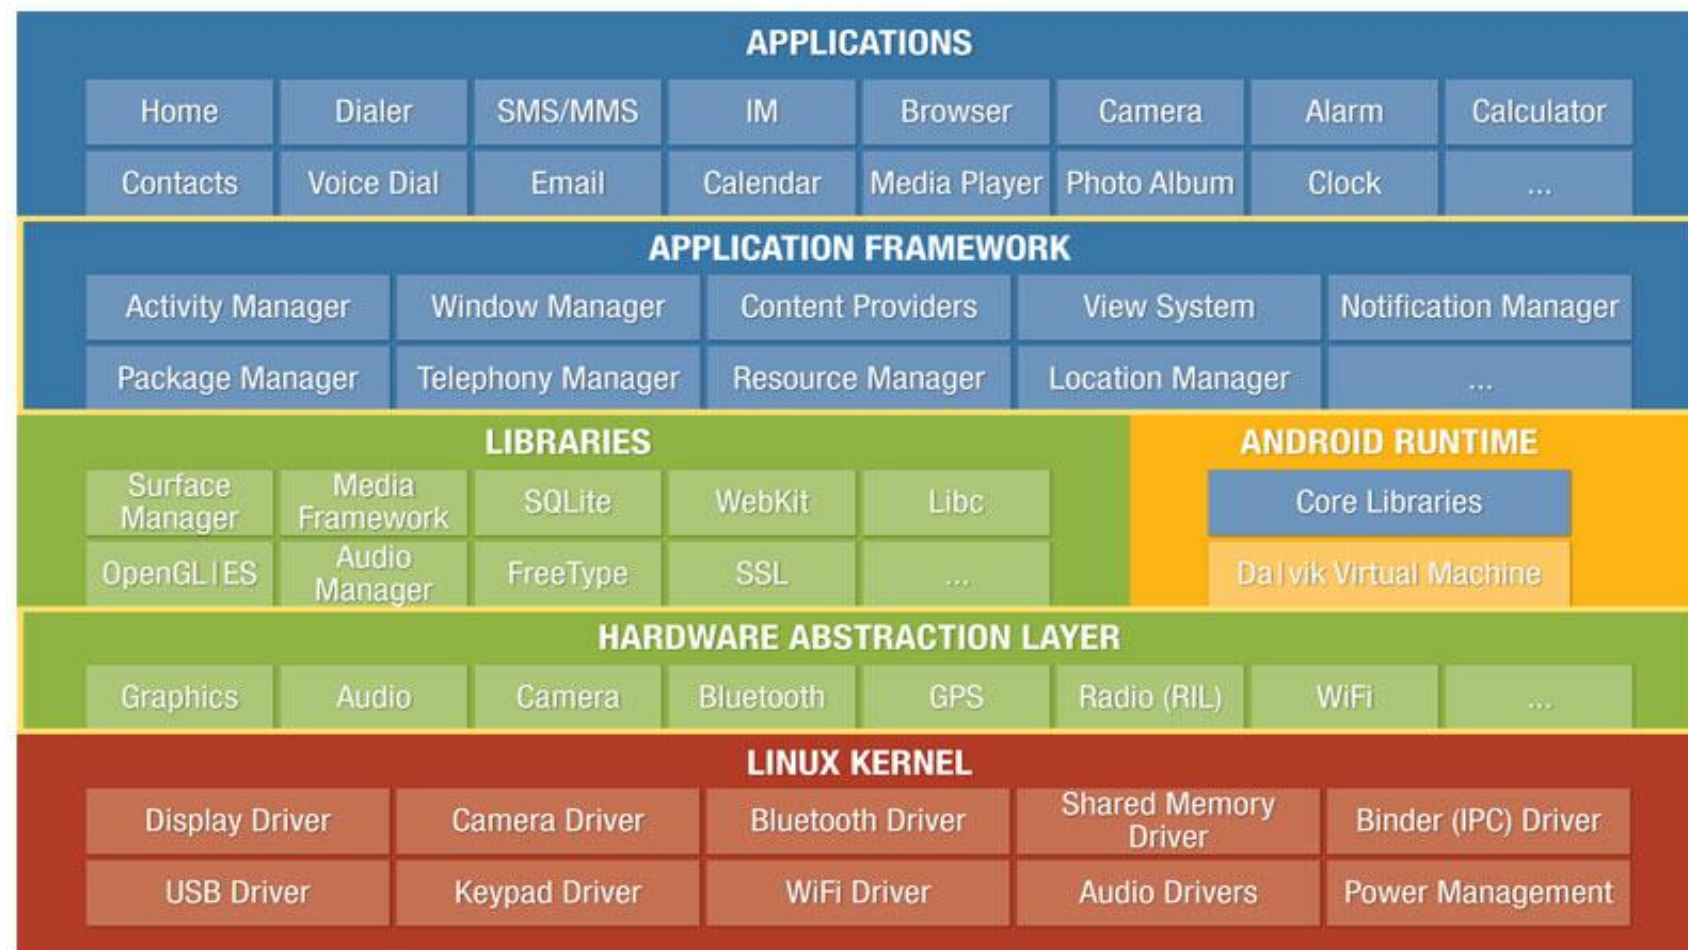 APPLICATIONS
Home Dialer SMS/MMS IM Browser Camera Alarm Calculator
Contacts Voice Dial Email Calendar Media Player Photo Album Clock ...
APPLICATION FRAMEWORK
Activity Manager Window Manager Content Providers View System Notification Manager
Package Manager Telephony Manager Resource Manager Location Manager ...
LIBRARIES
Surface
Manager
Media
Framework
SQLite WebKit Libc
OpenGL|ES
Audio
Manager
FreeType SSL ...
ANDROID RUNTIME
Core Libraries
Dalvik Virtual Machine
HARDWARE ABSTRACTION LAYER
Graphics Audio Camera Bluetooth GPS Radio (RIL) WiFi ...
LINUX KERNEL
Display Driver Camera Driver Bluetooth Driver
Shared Memory
Driver
Binder (IPC) Driver
USB Driver Keypad Driver WiFi Driver Audio Drivers Power Management